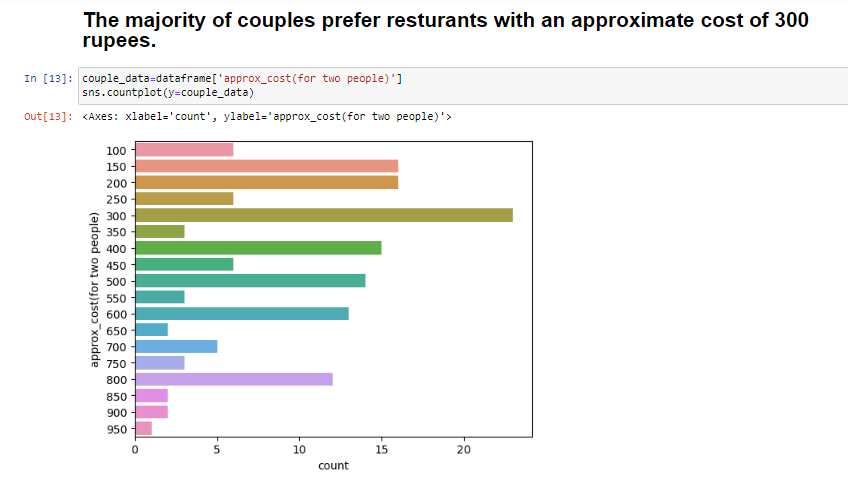 The majority of couples prefer resturants with an approximate cost of 300
rupees.
In [13]: couple_data=dataframe['approx_cost(for two people)']
sns.countplot(y=couple_data)
Out[13]: <Axes: xlabel='count', ylabel='approx_cost(for two people)'>
approx_cost(for two people)
100
150
200
250
300
350
400
450
500
550
600
650
700
750
800
850
900
950
0 5 10 15 20
count